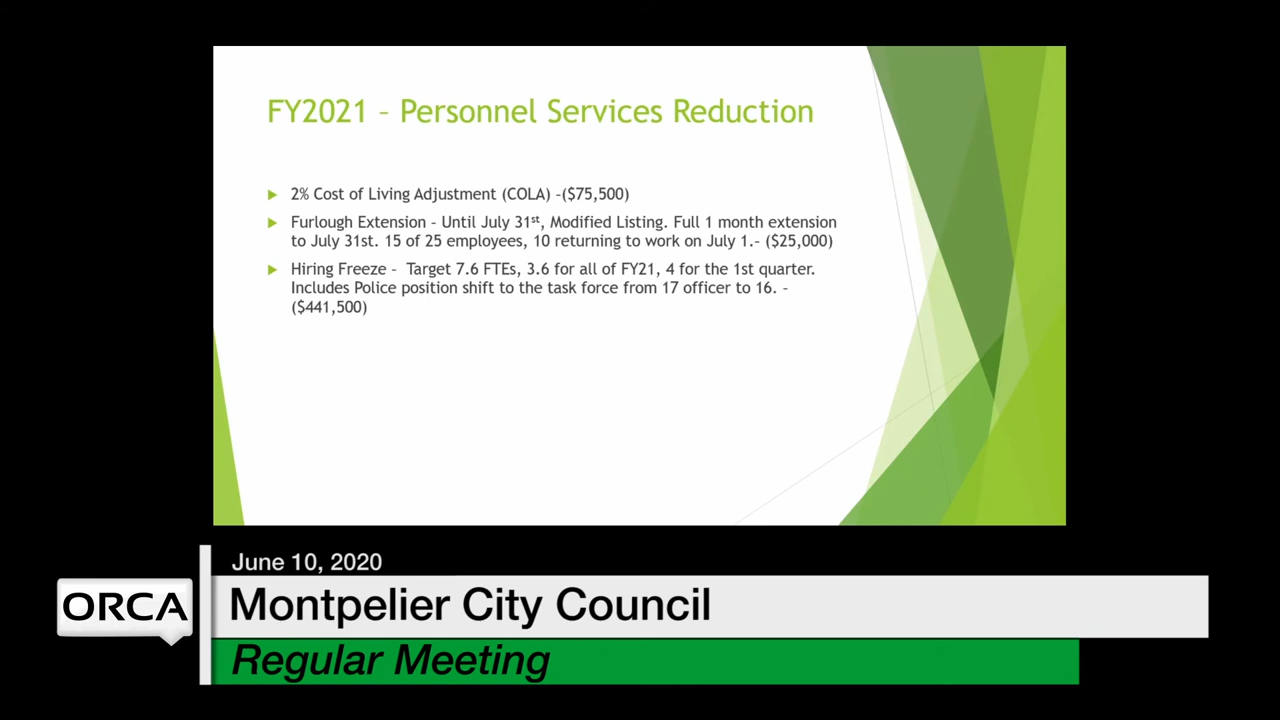 FY2021 – Personnel Services Reduction
2% Cost of Living Adjustment (COLA) –($75,500)
Furlough Extension – Until July 31st, Modified Listing. Full 1 month extension
to July 31st. 15 of 25 employees, 10 returning to work on July 1.– ($25,000)
Hiring Freeze –  Target 7.6 FTEs, 3.6 for all of FY21, 4 for the 1st quarter.
Includes Police position shift to the task force from 17 officer to 16. –
($441,500)
June 10, 2020
ORCA
Montpelier City Council
Regular Meeting